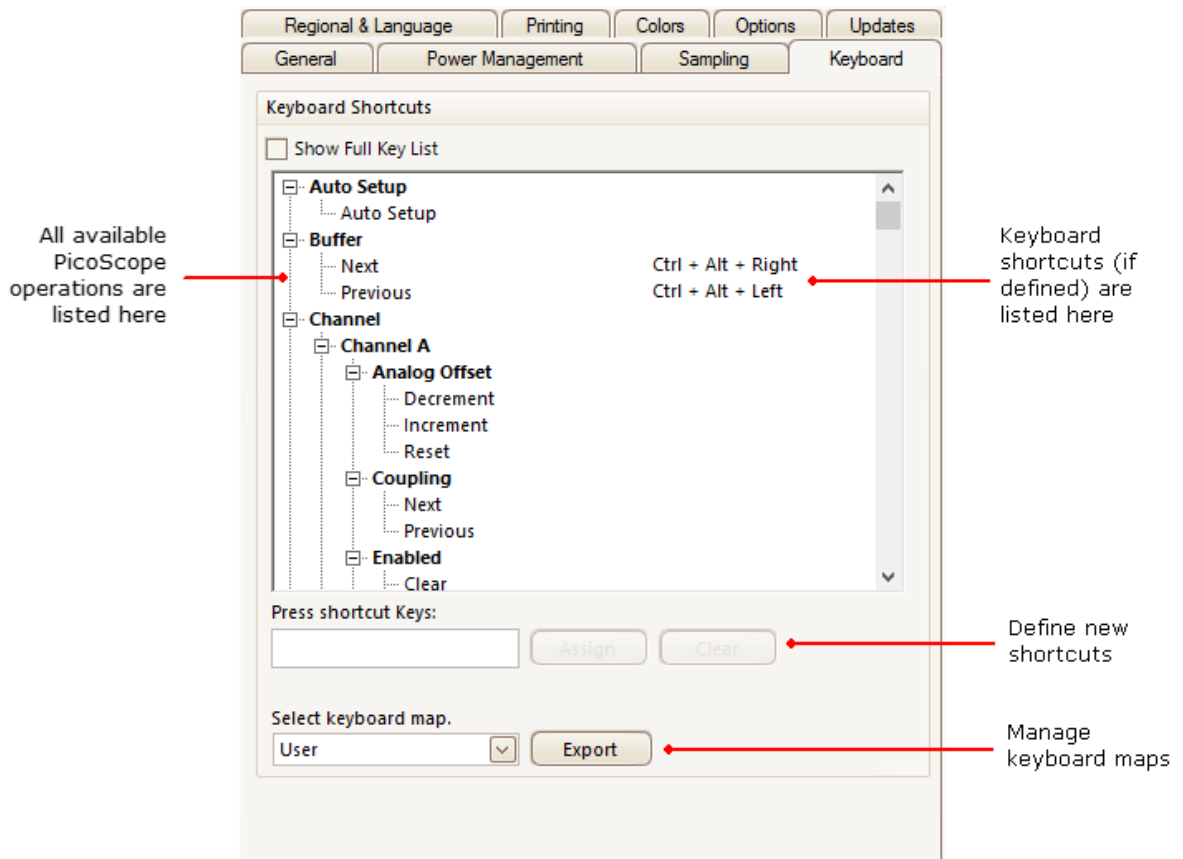 Regional & Language Printing Colors Options Updates
General Power Management Sampling Keyboard
Keyboard Shortcuts
Show Full Key List
Auto Setup
Auto Setup
Buffer
Next Ctrl + Alt + Right
Previous Ctrl + Alt + Left
Channel
Channel A
Analog Offset
Decrement
Increment
Reset
Coupling
Next
Previous
Enabled
Clear
Press shortcut Keys:
Assign Clear
Select keyboard map.
User Export
All available
PicoScope
operations are
listed here
Keyboard
shortcuts (if
defined) are
listed here
Define new
shortcuts
Manage
keyboard maps